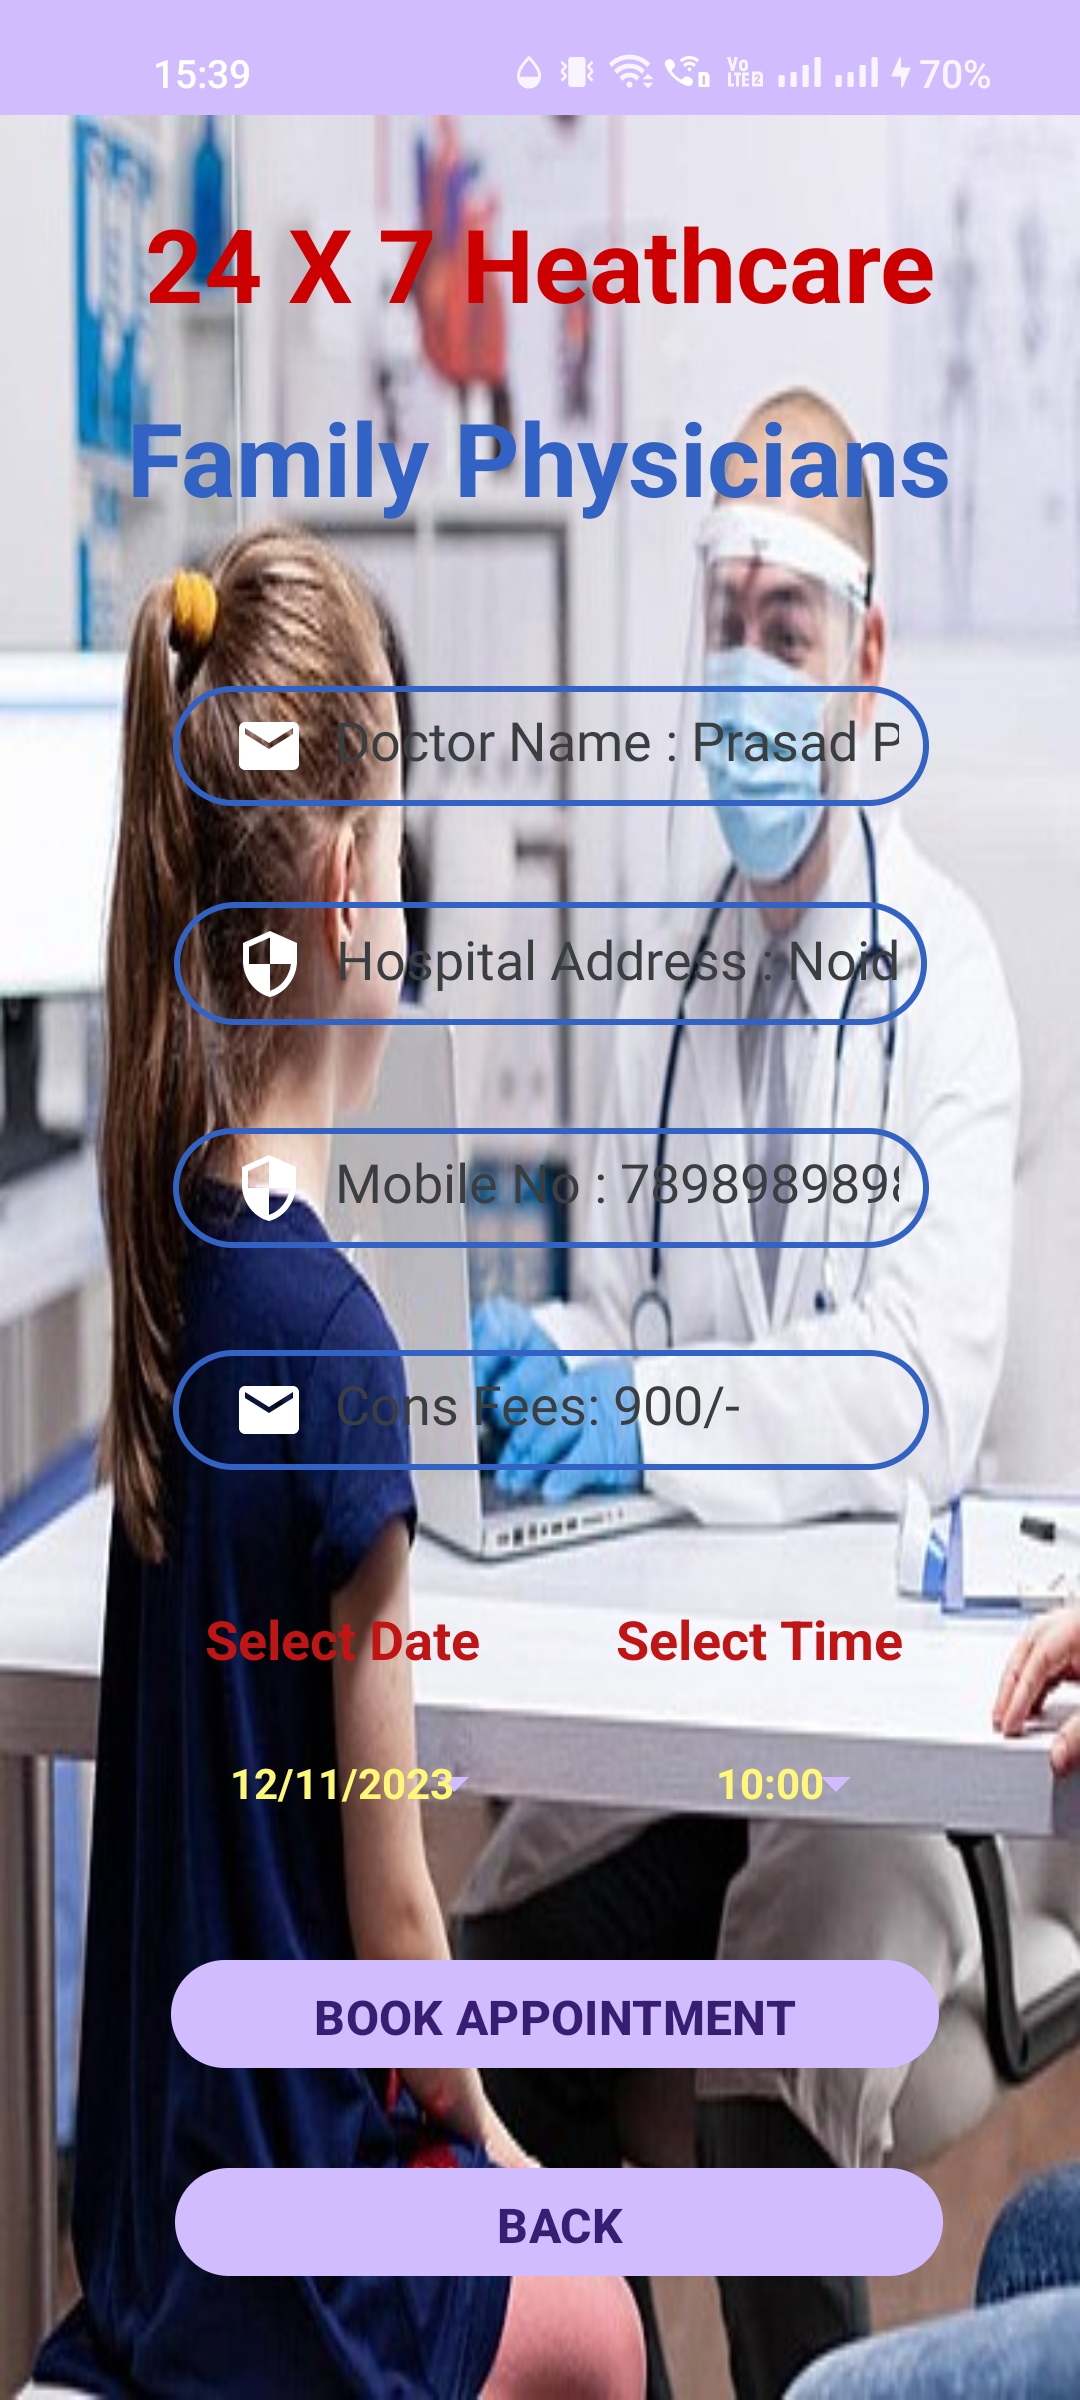 15:39 Vo LTE2 70%
24 X 7 Heathcare
Family Physicians
Doctor Name : Prasad P
Hospital Address : Noid
Mobile No : 789898989
Cons Fees: 900/-
Select Date Select Time
12/11/2023 10:00
BOOK APPOINTMENT
BACK